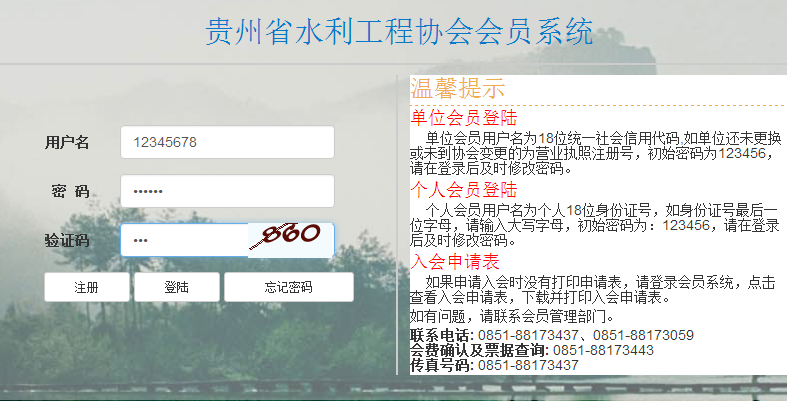 贵州省水利工程协会会员系统
用户名 12345678
密 码 ••••••
验证码 ••• 860
注册 登陆 忘记密码
温馨提示
单位会员登陆
单位会员用户名为18位统一社会信用代码,如单位还未更换
或未到协会变更的为营业执照注册号，初始密码为123456，
请在登录后及时修改密码。
个人会员登陆
个人会员用户名为个人18位身份证号，如身份证号最后一
位字母，请输入大写字母，初始密码为：123456，请在登录
后及时修改密码。
入会申请表
如果申请入会时没有打印申请表，请登录会员系统，点击
查看入会申请表，下载并打印入会申请表。
如有问题，请联系会员管理部门。
联系电话: 0851-88173437、0851-88173059
会费确认及票据查询: 0851-88173443
传真号码: 0851-88173437